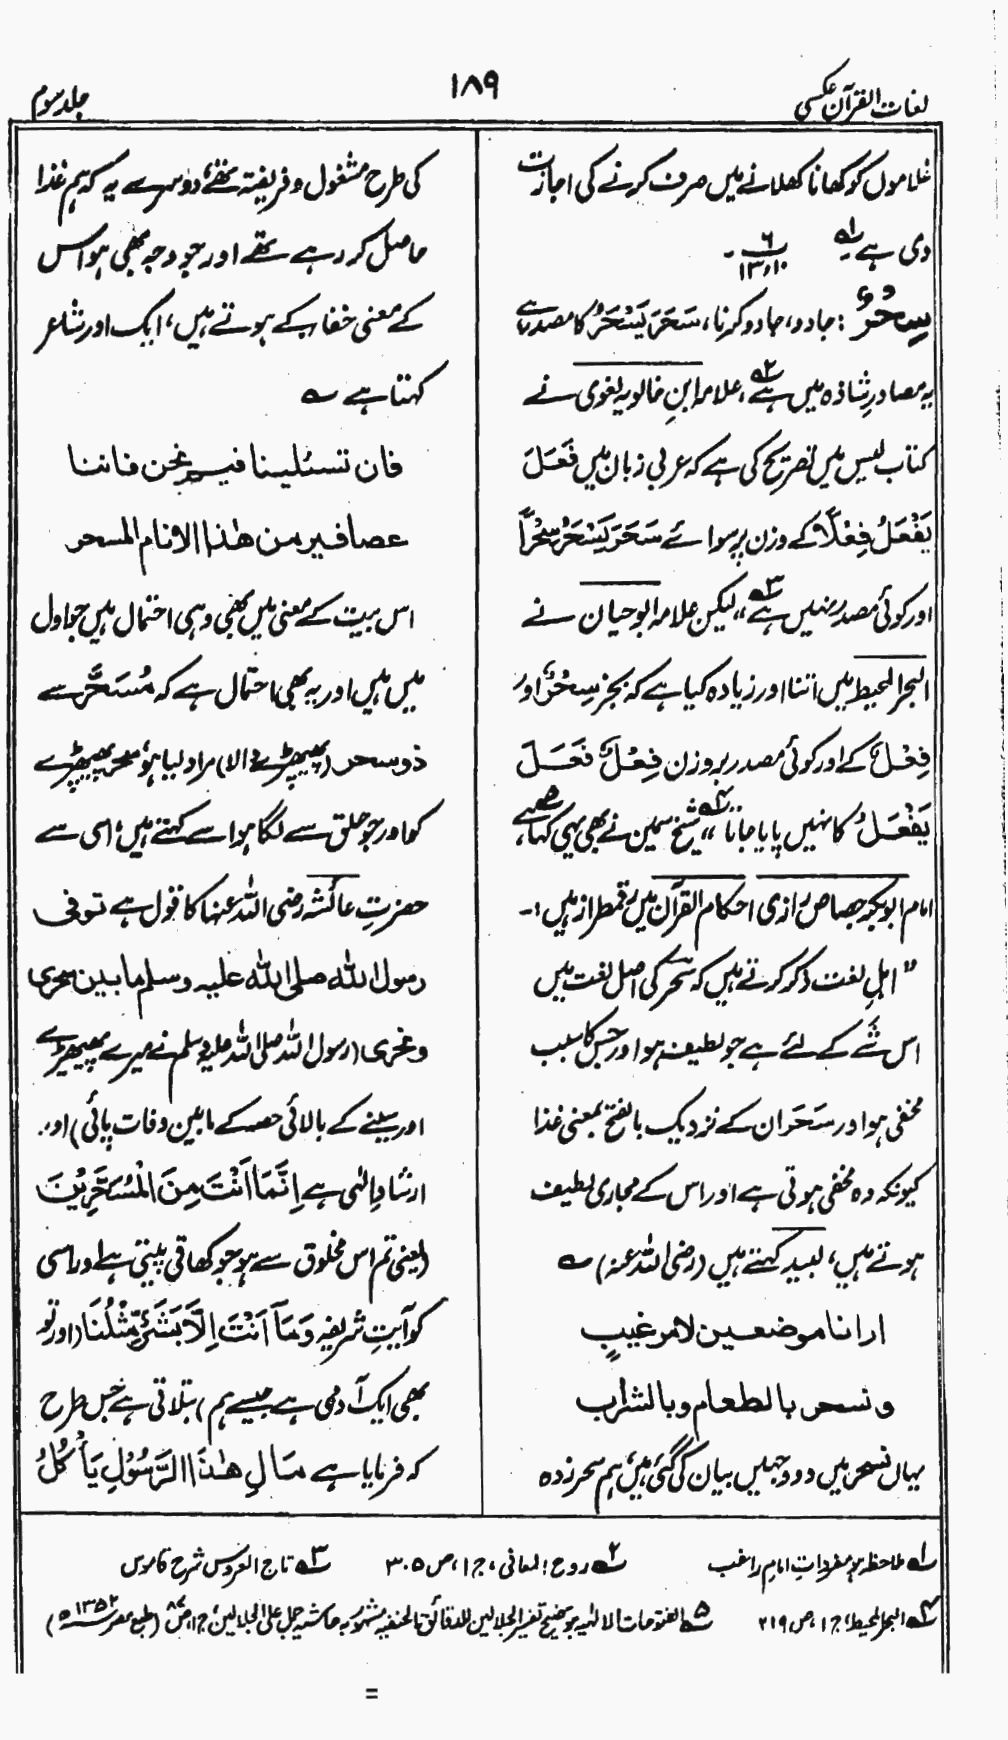 لغات القرآن عکسی
۱۸۹
جلد سوم
غلاموں کو کھانا کھلانے میں صرف کرنے کی اجازت
دی ہے۔ ۱؎ ۶/۱۳،۱۰۔
سِحْرٌ: جادو، جادو کرنا، سَحَرَ یَسْحَرُ کا مصدر ہے
یہ مصادرِ شاذہ میں ہے ۲؎، علامہ ابنِ خالویہ لغوی نے
کتاب لیس میں تصریح کی ہے کہ عربی زبان میں فَعَلَ
یَفْعَلُ فِعْلاً کے وزن پر سوائے سَحَرَ یَسْحَرُ سِحْرًا
اور کوئی مصدر نہیں ہے ۳؎“ لیکن علامہ ابوحیان نے
البحر المحیط میں اتنا اور زیادہ کیا ہے کہ بجز سِحْرٌ اور
فِعْلٌ کے اور کوئی مصدر بروزن فِعْلٌ، فَعَلَ
یَفْعَلُ کا نہیں پایا جاتا ۴؎“ شیخ سمین نے بھی یہی کہا ہے ۵؎،
امام ابوبکر جصاص رازی احکام القرآن میں رقمطراز ہیں:۔
”اہلِ لغت ذکر کرتے ہیں کہ سحر کی اصل لغت میں
اس شَے کے لئے ہے جو لطیف ہو اور جس کا سبب
مخفی ہو اور سَحَر ان کے نزدیک بالفتح بمعنی غذا
کیونکہ وہ مخفی ہوتی ہے اور اس کے مجاری لطیف
ہوتے ہیں، لبید کہتے ہیں (رضی اللہ عنہ) ؎
ارانا موضعین لامر غیبٍ
ونسحر بالطعام وبالشراب
یہاں نسحر میں دو وجہیں بیان کی گئی ہیں، ہم سحر زدہ
کی طرح مشغول و فریفتہ تھے، دوسرے یہ کہ ہم غذا
حاصل کر رہے تھے اور جو وجہ بھی ہو اس
کے معنی خفاء کے ہوتے ہیں، ایک اور شاعر
کہتا ہے ؎
فان تسئلینا فیم نحن فاننا
عصافیر من ھٰذا الانام المسحر
اس بیت کے معنی میں بھی وہی احتمال ہیں جو اول
میں ہیں اور یہ بھی احتمال ہے کہ مُسَحَّر سے
ذو سحر (پھیپھڑے والا) مراد لیا ہو، سحر پھیپھڑے
کو اور جو حلق سے لگا ہو اسے کہتے ہیں، اسی سے
حضرتِ عائشہ رضی اللہ عنہا کا قول ہے توفی
رسول اللہ صلی اللہ علیہ وسلم ما بین سحری
ونحری (رسول اللہ صلی اللہ علیہ وسلم نے میرے پھیپھڑے
اور سینے کے بالائی حصہ کے مابین وفات پائی) اور
ارشادِ الٰہی ہے اِنَّمَا اَنْتَ مِنَ الْمُسَحَّرِیْنَ
(یعنی تم اس مخلوق سے ہو جو کھاتی پیتی ہے) اور اسی
کو آیتِ شریفہ وَمَآ اَنْتَ اِلَّا بَشَرٌ مِّثْلُنَا (اور تو
بھی ایک آدمی ہے جیسے ہم) بتلاتی ہے جس طرح
کہ فرمایا ہے مَالِ ھٰذَا الرَّسُوْلِ یَأْکُلُ
۱؎ ملاحظہ ہو مفرداتِ امام راغب ۲؎ روح المعانی، ج ۱، ص ۳۰۵ ۳؎ تاج العروس شرح قاموس
۴؎ البحر المحیط، ج ۱، ص ۲۱۹ ۵؎ الفتوحات الالٰہیہ بتوضیح تفسیر الجلالین للدقائق الخفیہ مشہور بہ حاشیہ جمل علی الجلالین، ج ۱، ص ۸۷ (طبع مصر ۱۳۵۲ھ)